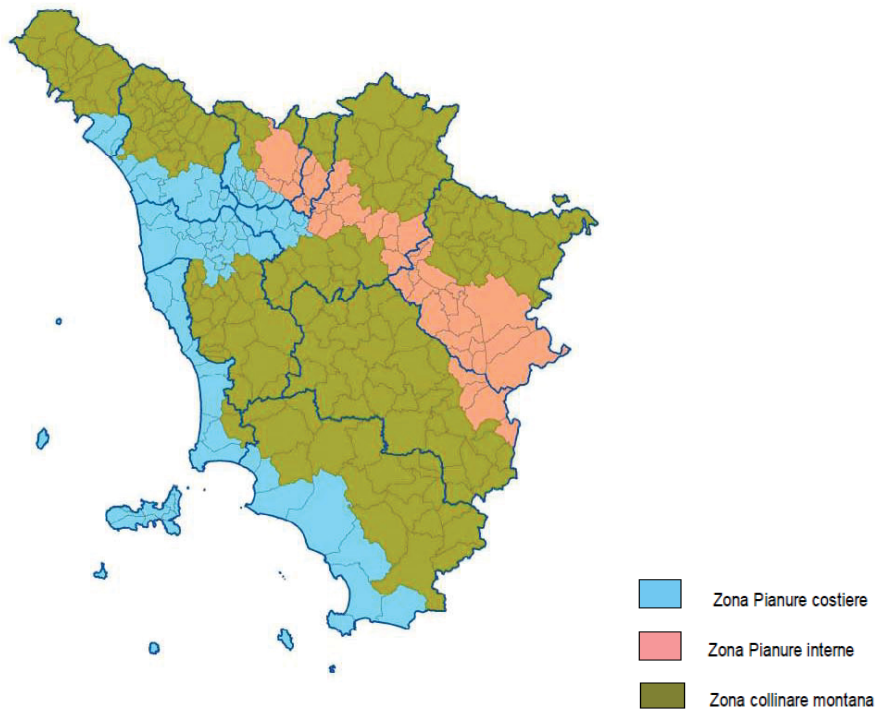 Zona Pianure costiere
Zona Pianure interne
Zona collinare montana